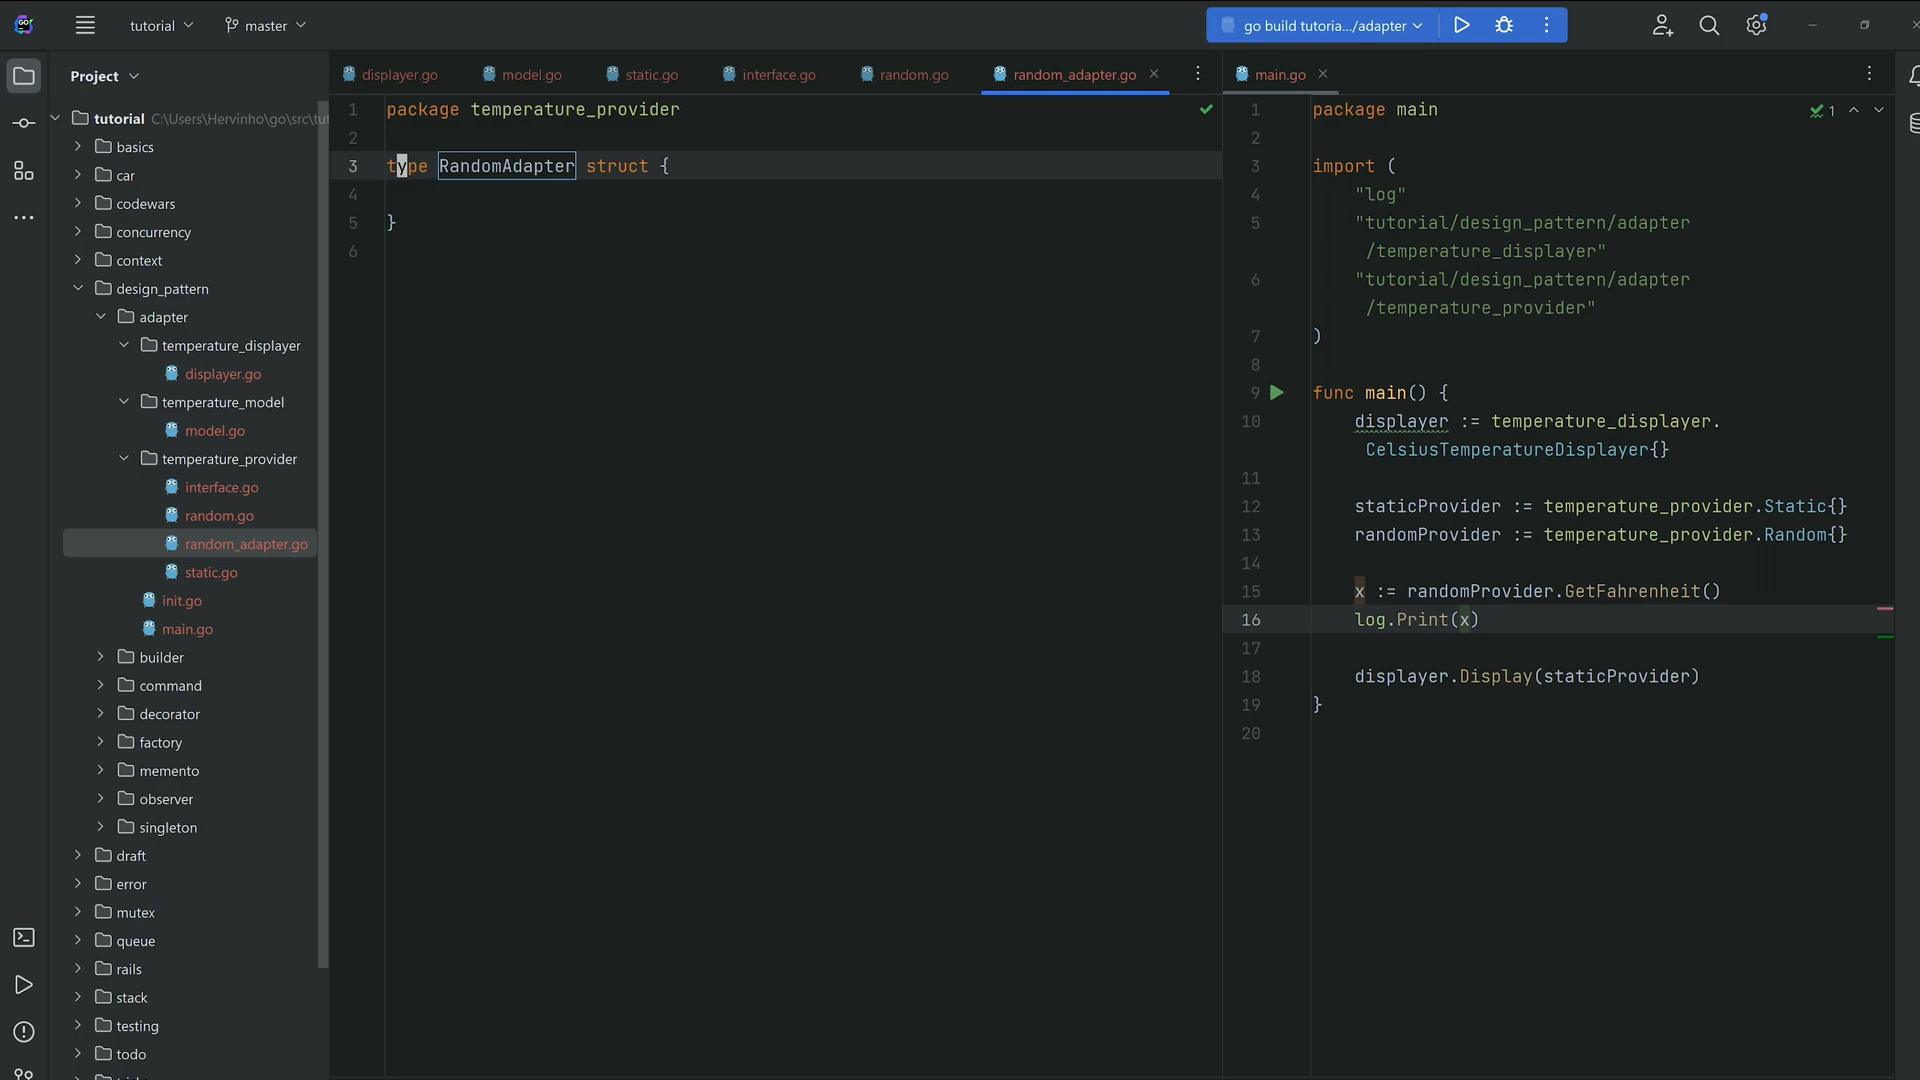 GO
tutorial
master
go build tutoria.../adapter
Project
displayer.go
model.go
static.go
interface.go
random.go
random_adapter.go
main.go
tutorial C:\Users\Hervinho\go\src\tut
basics
car
codewars
concurrency
context
design_pattern
adapter
temperature_displayer
displayer.go
temperature_model
model.go
temperature_provider
interface.go
random.go
random_adapter.go
static.go
init.go
main.go
builder
command
decorator
factory
memento
observer
singleton
draft
error
mutex
queue
rails
stack
testing
todo
1 package temperature_provider
2
3 type RandomAdapter struct {
4
5 }
6
1 package main
1
2
3 import (
4 "log"
5 "tutorial/design_pattern/adapter
/temperature_displayer"
6 "tutorial/design_pattern/adapter
/temperature_provider"
7 )
8
9 func main() {
10 displayer := temperature_displayer.
CelsiusTemperatureDisplayer{}
11
12 staticProvider := temperature_provider.Static{}
13 randomProvider := temperature_provider.Random{}
14
15 x := randomProvider.GetFahrenheit()
16 log.Print(x)
17
18 displayer.Display(staticProvider)
19 }
20